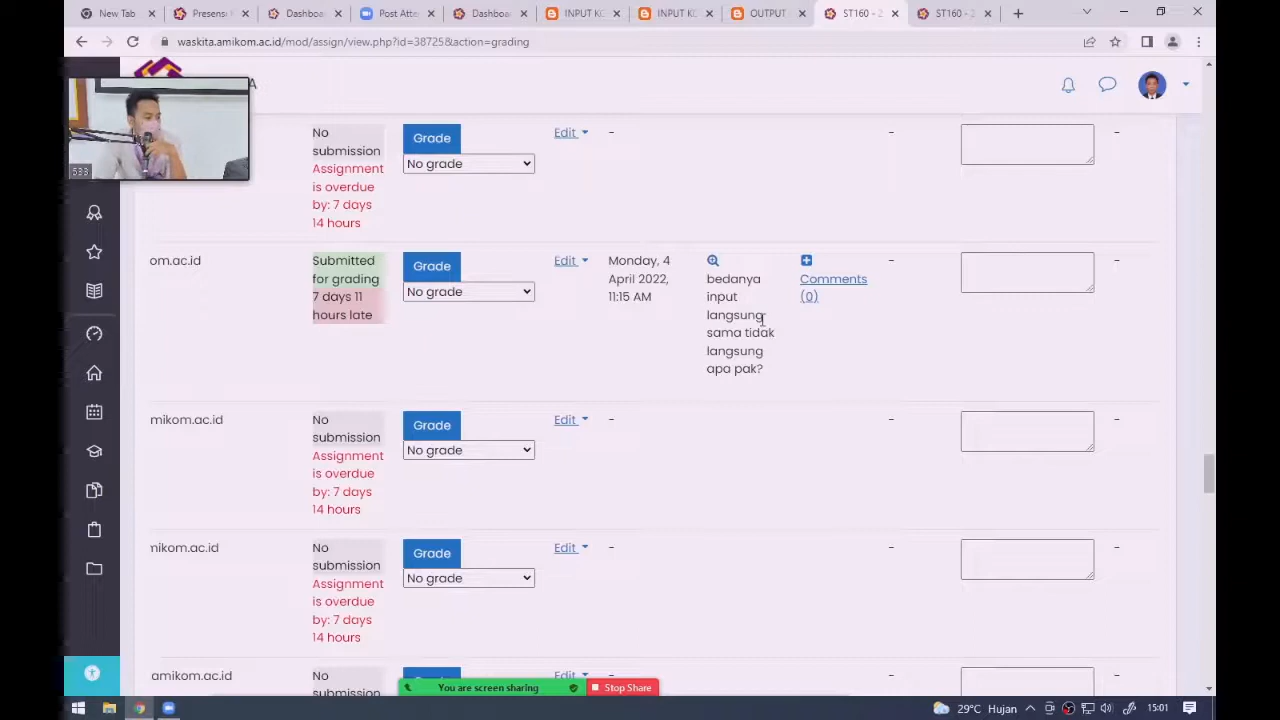 New Tab
Presensi
Dashboa
Post Atte
Dashboa
INPUT KO
INPUT KO
OUTPUT
ST160 - 2
ST160 - 2
waskita.amikom.ac.id/mod/assign/view.php?id=38725&action=grading
A
533
No submission
Assignment is overdue by: 7 days 14 hours
Grade
No grade
Edit
-
-
-
om.ac.id
Submitted for grading
7 days 11 hours late
Grade
No grade
Edit
Monday, 4 April 2022, 11:15 AM
bedanya input langsung sama tidak langsung apa pak?
Comments (0)
-
-
mikom.ac.id
No submission
Assignment is overdue by: 7 days 14 hours
Grade
No grade
Edit
-
-
-
mikom.ac.id
No submission
Assignment is overdue by: 7 days 14 hours
Grade
No grade
Edit
-
-
-
amikom.ac.id
No submission
Edit
-
-
-
You are screen sharing
Stop Share
29°C Hujan
15:01